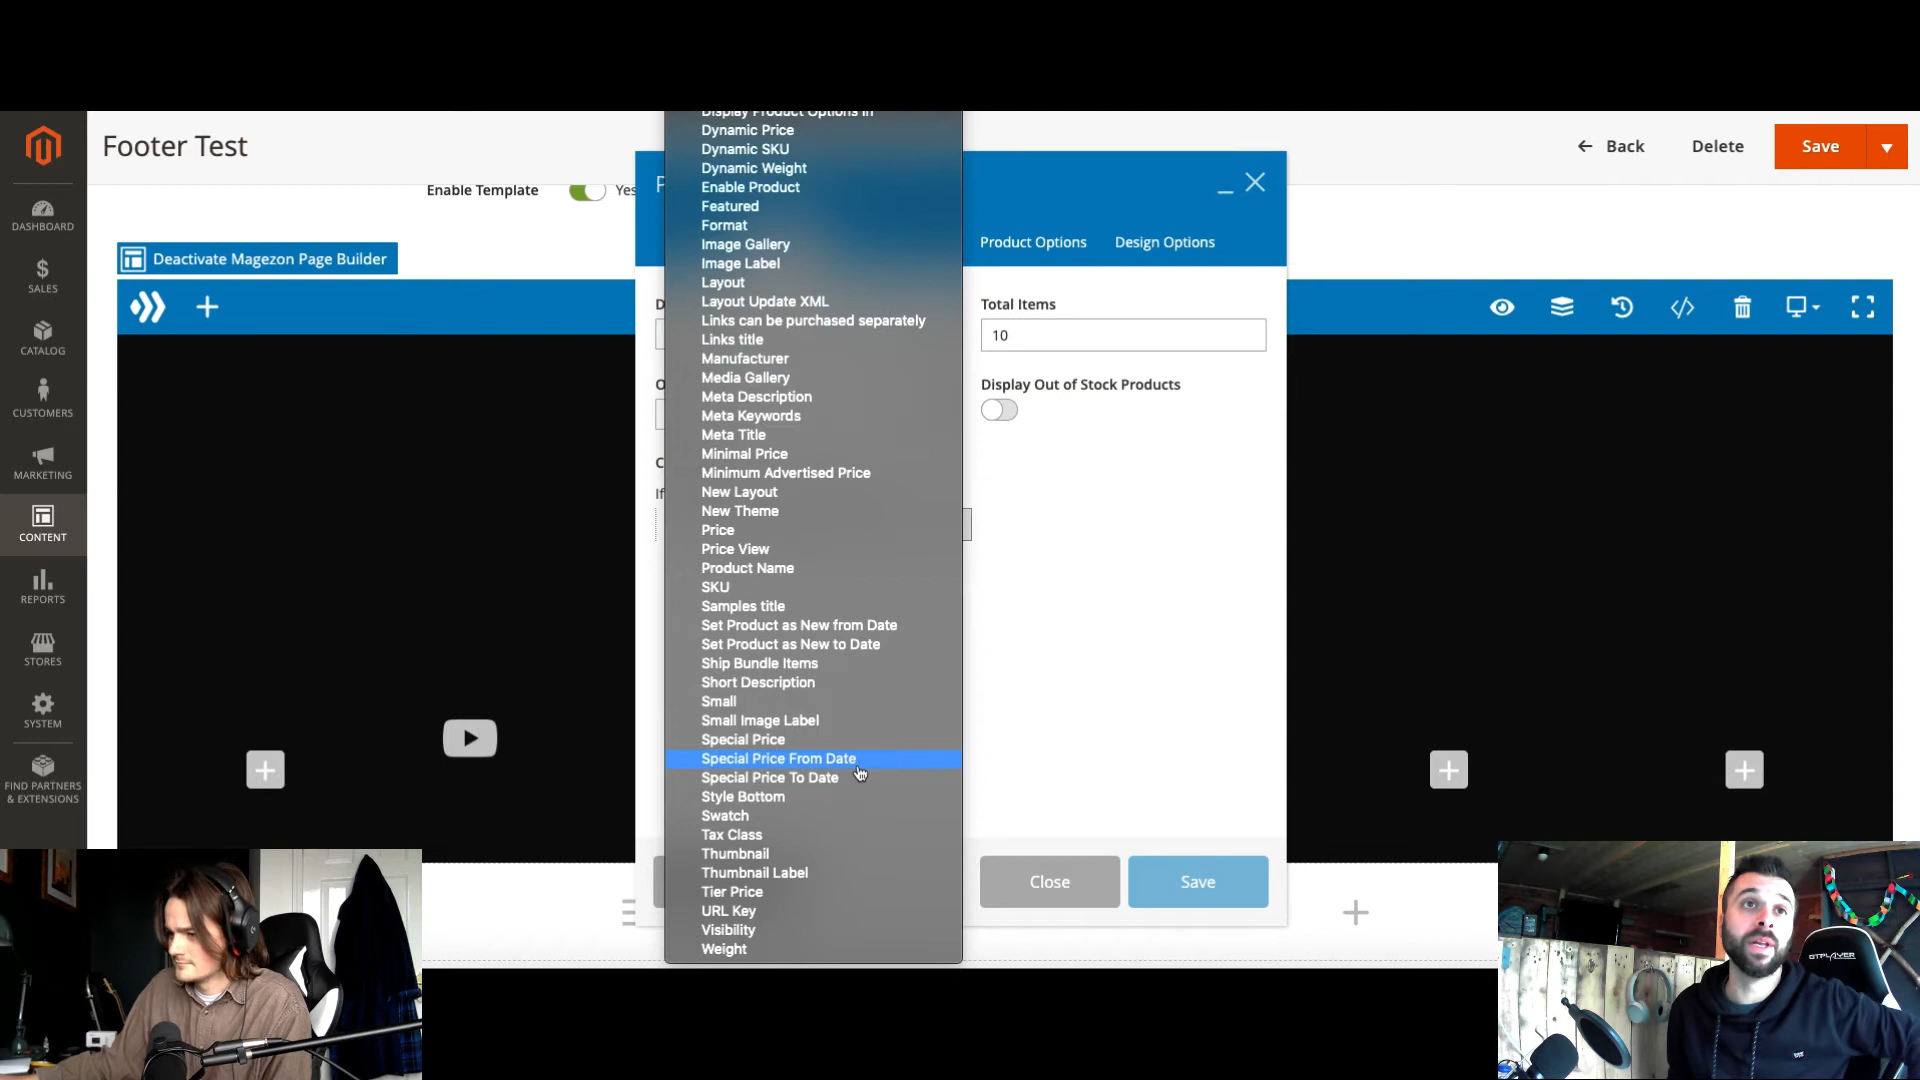 Footer Test
Back
Delete
Save
Enable Template
Yes
Deactivate Magezon Page Builder
DASHBOARD
SALES
CATALOG
CUSTOMERS
MARKETING
CONTENT
REPORTS
STORES
SYSTEM
FIND PARTNERS
& EXTENSIONS
Display Product Options in
Dynamic Price
Dynamic SKU
Dynamic Weight
Enable Product
Featured
Format
Image Gallery
Image Label
Layout
Layout Update XML
Links can be purchased separately
Links title
Manufacturer
Media Gallery
Meta Description
Meta Keywords
Meta Title
Minimal Price
Minimum Advertised Price
New Layout
New Theme
Price
Price View
Product Name
SKU
Samples title
Set Product as New from Date
Set Product as New to Date
Ship Bundle Items
Short Description
Small
Small Image Label
Special Price
Special Price From Date
Special Price To Date
Style Bottom
Swatch
Tax Class
Thumbnail
Thumbnail Label
Tier Price
URL Key
Visibility
Weight
Product Options
Design Options
Total Items
10
Display Out of Stock Products
If
Close
Save
GTPLAYER